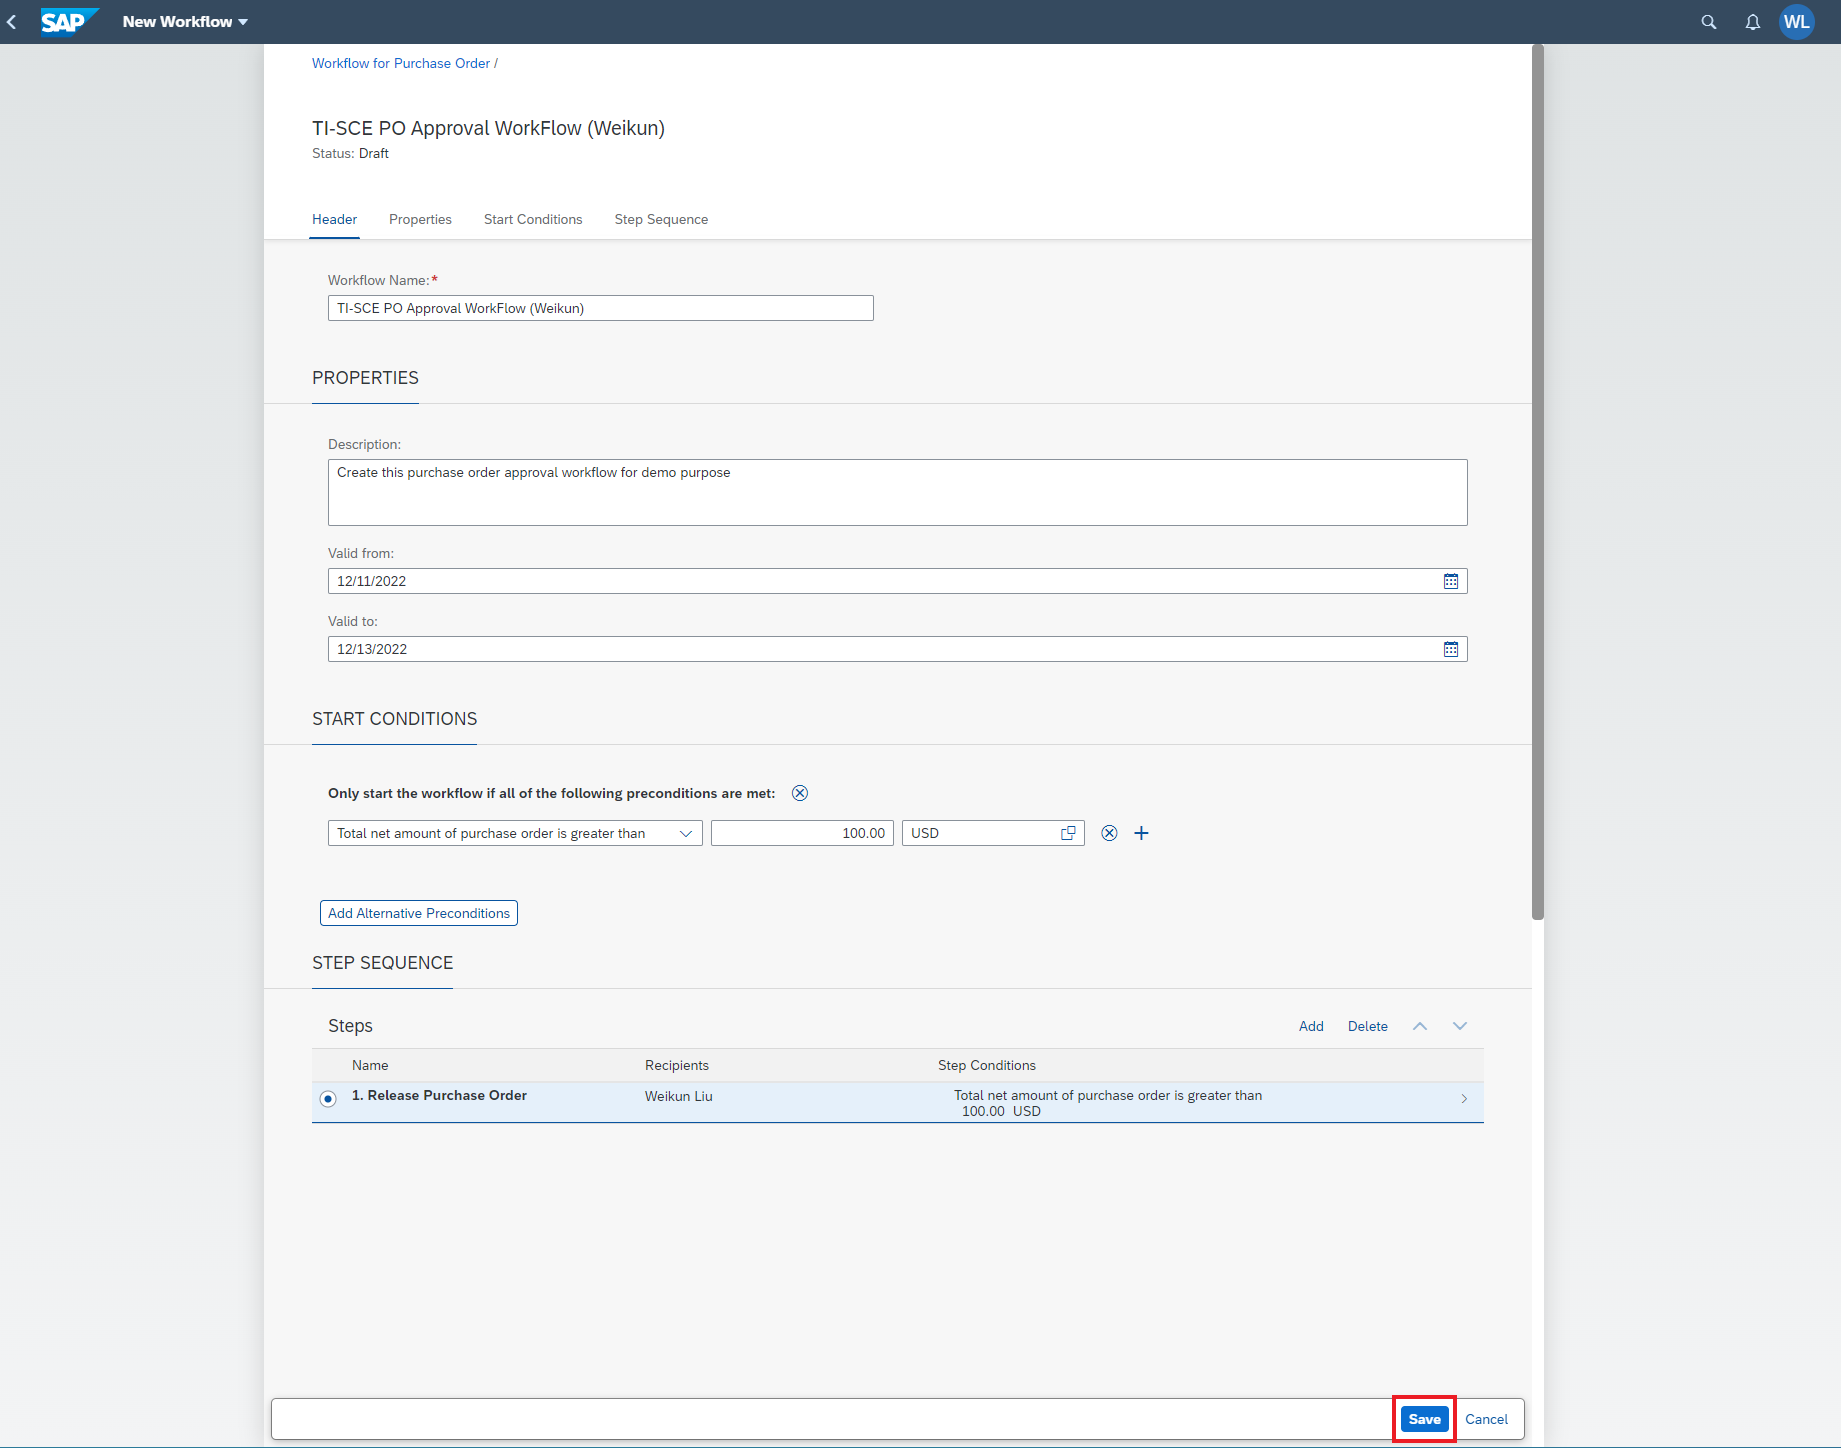 SAP New Workflow WL
Workflow for Purchase Order /
TI-SCE PO Approval WorkFlow (Weikun)
Status: Draft
Header Properties Start Conditions Step Sequence
Workflow Name:*
TI-SCE PO Approval WorkFlow (Weikun)
PROPERTIES
Description:
Create this purchase order approval workflow for demo purpose
Valid from:
12/11/2022
Valid to:
12/13/2022
START CONDITIONS
Only start the workflow if all of the following preconditions are met:
Total net amount of purchase order is greater than 100.00 USD
Add Alternative Preconditions
STEP SEQUENCE
Steps Add Delete
Name Recipients Step Conditions
1. Release Purchase Order Weikun Liu Total net amount of purchase order is greater than
100.00 USD
Save Cancel